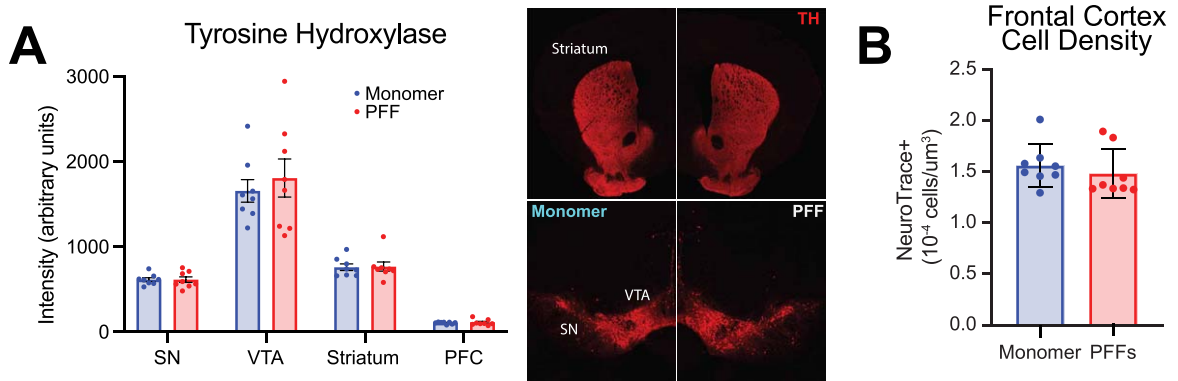 A
Tyrosine Hydroxylase
Intensity (arbitrary units)
3000
2000
1000
0
Monomer
PFF
SN
VTA
Striatum
PFC
TH
Striatum
Monomer
PFF
VTA
SN
B
Frontal Cortex
Cell Density
NeuroTrace+
(10⁻⁴ cells/um³)
2.5
2.0
1.5
1.0
0.5
0.0
Monomer
PFFs